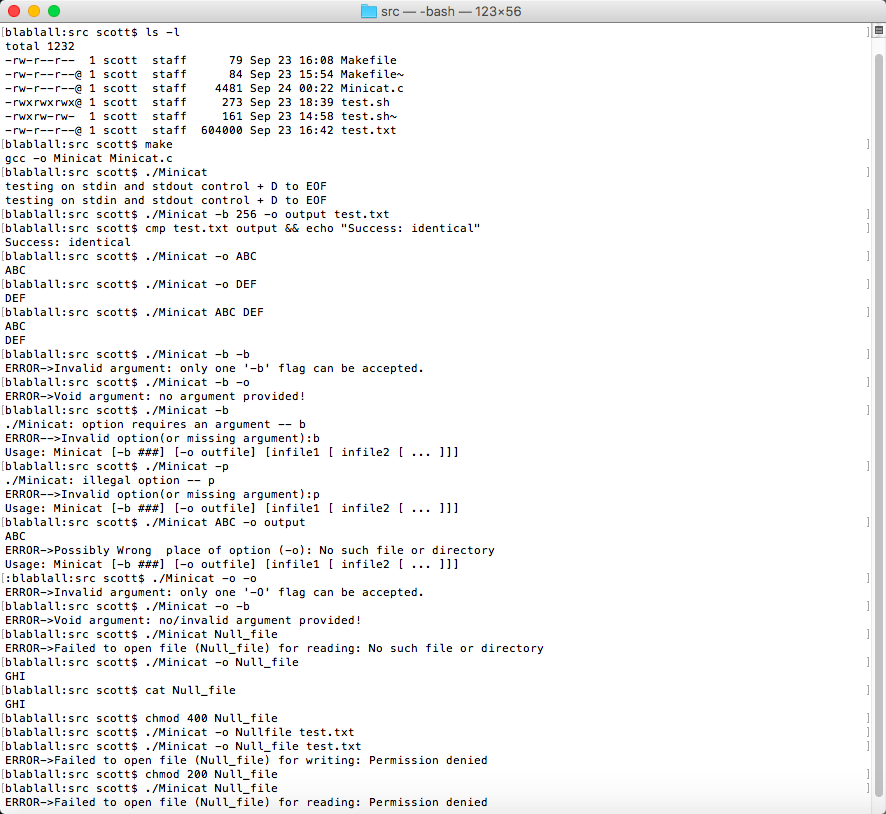 src — -bash — 123×56
[blablall:src scott$ ls -l ]
total 1232
-rw-r--r--  1 scott  staff      79 Sep 23 16:08 Makefile
-rw-r--r--@ 1 scott  staff      84 Sep 23 15:54 Makefile~
-rw-r--r--@ 1 scott  staff    4481 Sep 24 00:22 Minicat.c
-rwxrwxrwx@ 1 scott  staff     273 Sep 23 18:39 test.sh
-rwxrw-rw-  1 scott  staff     161 Sep 23 14:58 test.sh~
-rw-r--r--@ 1 scott  staff  604000 Sep 23 16:42 test.txt
[blablall:src scott$ make ]
gcc -o Minicat Minicat.c
[blablall:src scott$ ./Minicat ]
testing on stdin and stdout control + D to EOF
testing on stdin and stdout control + D to EOF
[blablall:src scott$ ./Minicat -b 256 -o output test.txt ]
[blablall:src scott$ cmp test.txt output && echo "Success: identical" ]
Success: identical
[blablall:src scott$ ./Minicat -o ABC ]
ABC
[blablall:src scott$ ./Minicat -o DEF ]
DEF
[blablall:src scott$ ./Minicat ABC DEF ]
ABC
DEF
[blablall:src scott$ ./Minicat -b -b ]
ERROR->Invalid argument: only one '-b' flag can be accepted.
[blablall:src scott$ ./Minicat -b -o ]
ERROR->Void argument: no argument provided!
[blablall:src scott$ ./Minicat -b ]
./Minicat: option requires an argument -- b
ERROR-->Invalid option(or missing argument):b
Usage: Minicat [-b ###] [-o outfile] [infile1 [ infile2 [ ... ]]]
[blablall:src scott$ ./Minicat -p ]
./Minicat: illegal option -- p
ERROR-->Invalid option(or missing argument):p
Usage: Minicat [-b ###] [-o outfile] [infile1 [ infile2 [ ... ]]]
[blablall:src scott$ ./Minicat ABC -o output ]
ABC
ERROR->Possibly Wrong  place of option (-o): No such file or directory
Usage: Minicat [-b ###] [-o outfile] [infile1 [ infile2 [ ... ]]]
[:blablall:src scott$ ./Minicat -o -o ]
ERROR->Invalid argument: only one '-O' flag can be accepted.
[blablall:src scott$ ./Minicat -o -b ]
ERROR->Void argument: no/invalid argument provided!
[blablall:src scott$ ./Minicat Null_file ]
ERROR->Failed to open file (Null_file) for reading: No such file or directory
[blablall:src scott$ ./Minicat -o Null_file ]
GHI
[blablall:src scott$ cat Null_file ]
GHI
[blablall:src scott$ chmod 400 Null_file ]
[blablall:src scott$ ./Minicat -o Nullfile test.txt ]
[blablall:src scott$ ./Minicat -o Null_file test.txt ]
ERROR->Failed to open file (Null_file) for writing: Permission denied
[blablall:src scott$ chmod 200 Null_file ]
[blablall:src scott$ ./Minicat Null_file ]
ERROR->Failed to open file (Null_file) for reading: Permission denied